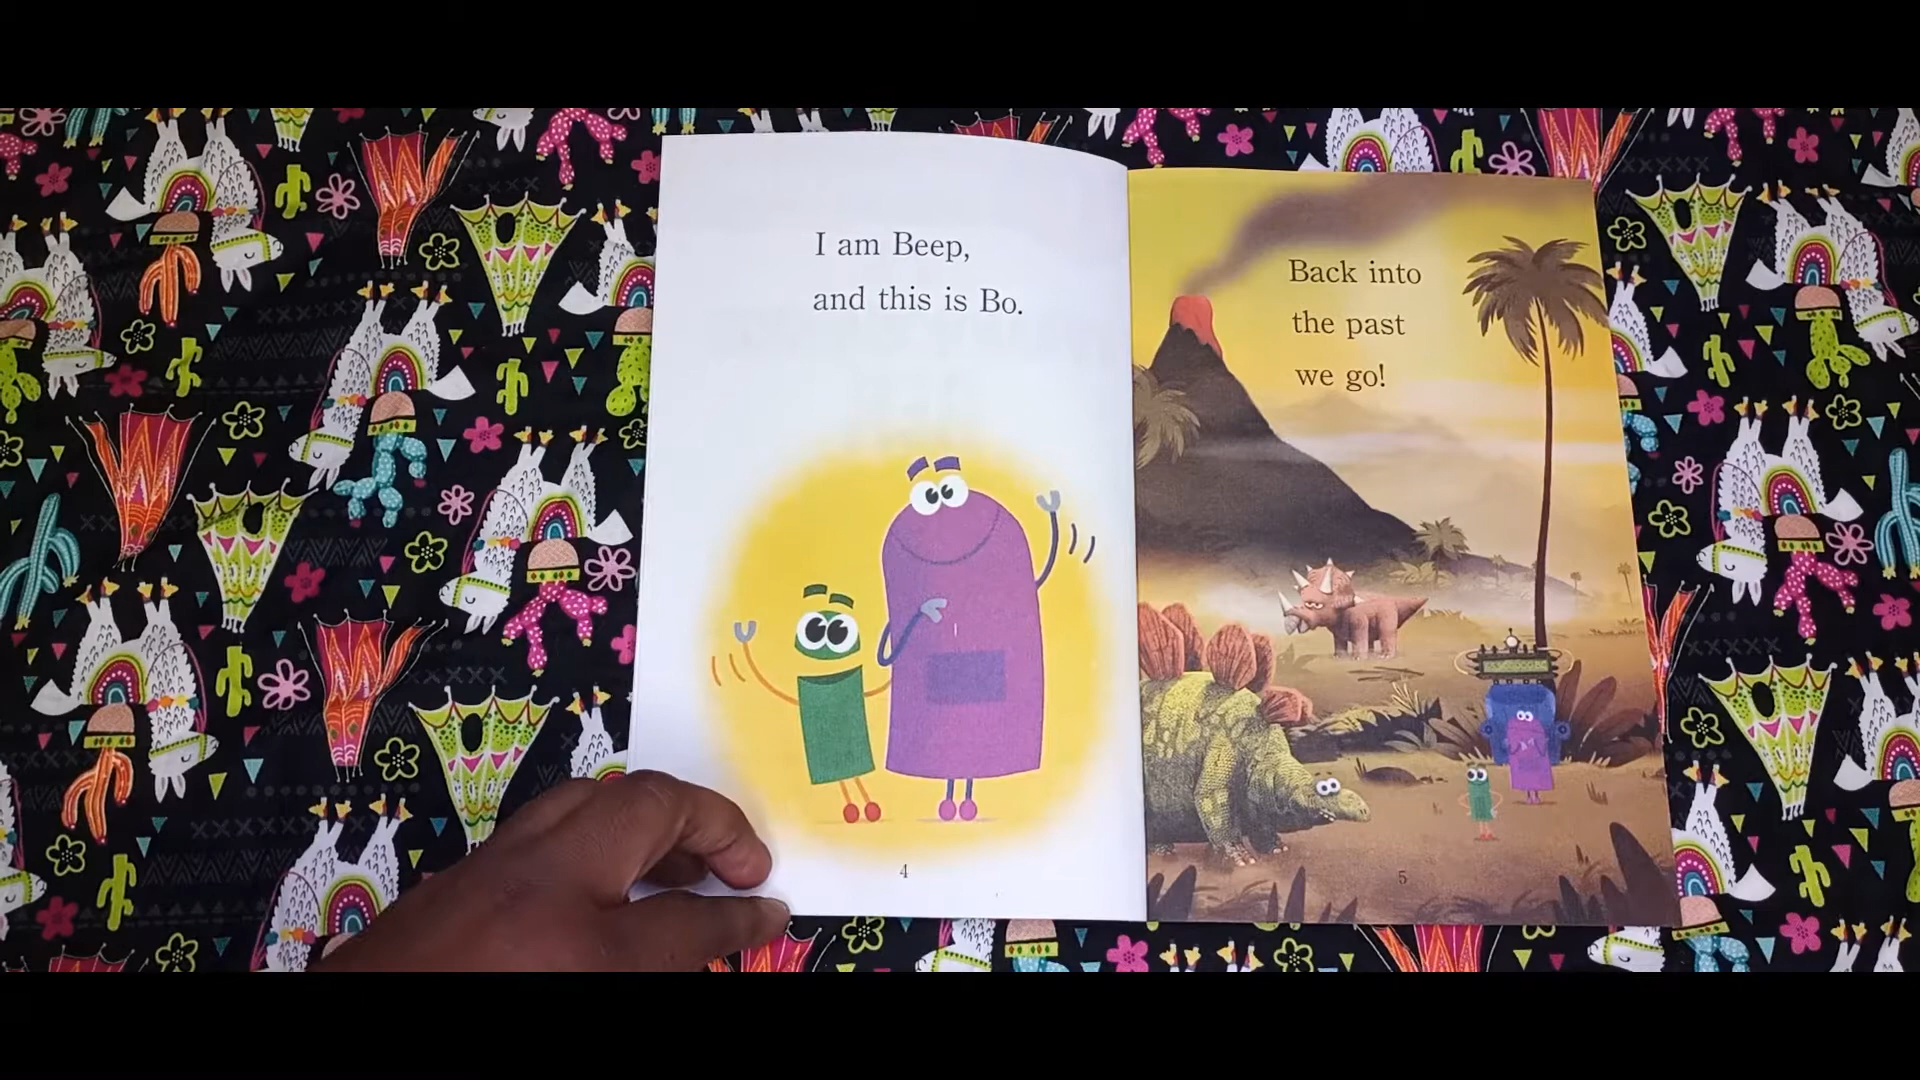 I am Beep,
and this is Bo.
4
Back into
the past
we go!
5